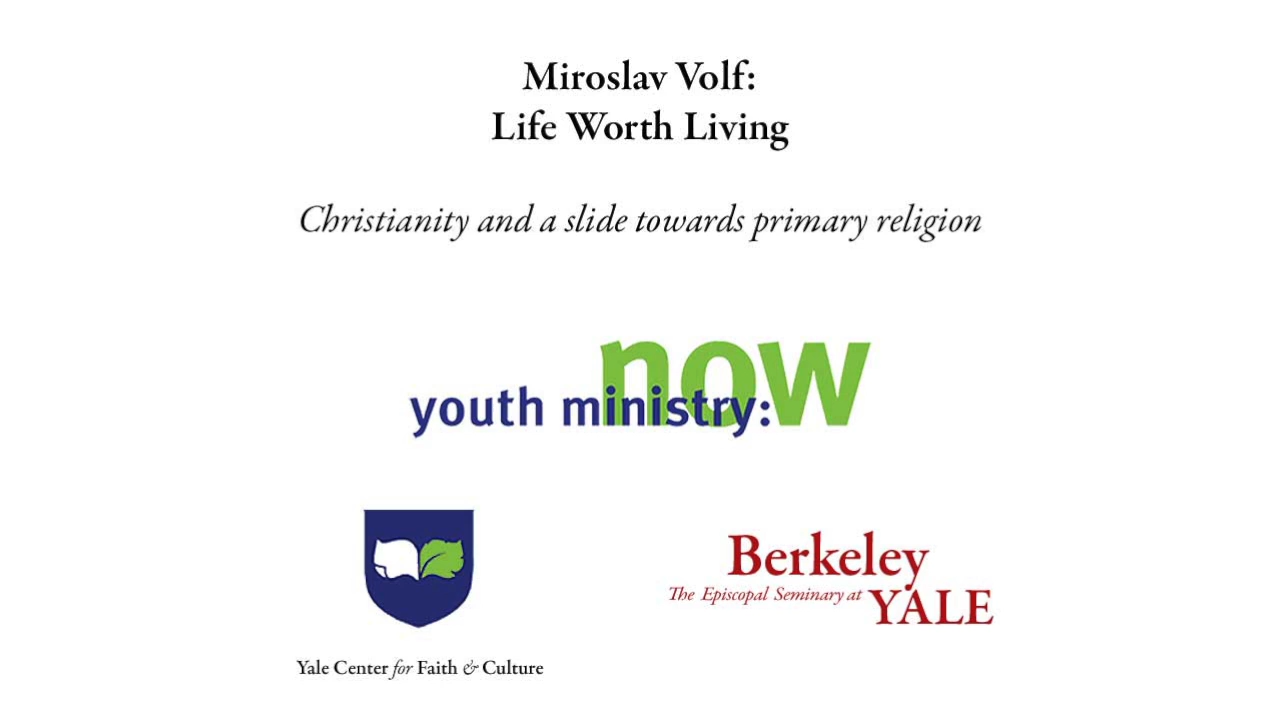 Miroslav Volf:
Life Worth Living
Christianity and a slide towards primary religion
youth ministry:now
Yale Center for Faith & Culture
Berkeley
The Episcopal Seminary at YALE